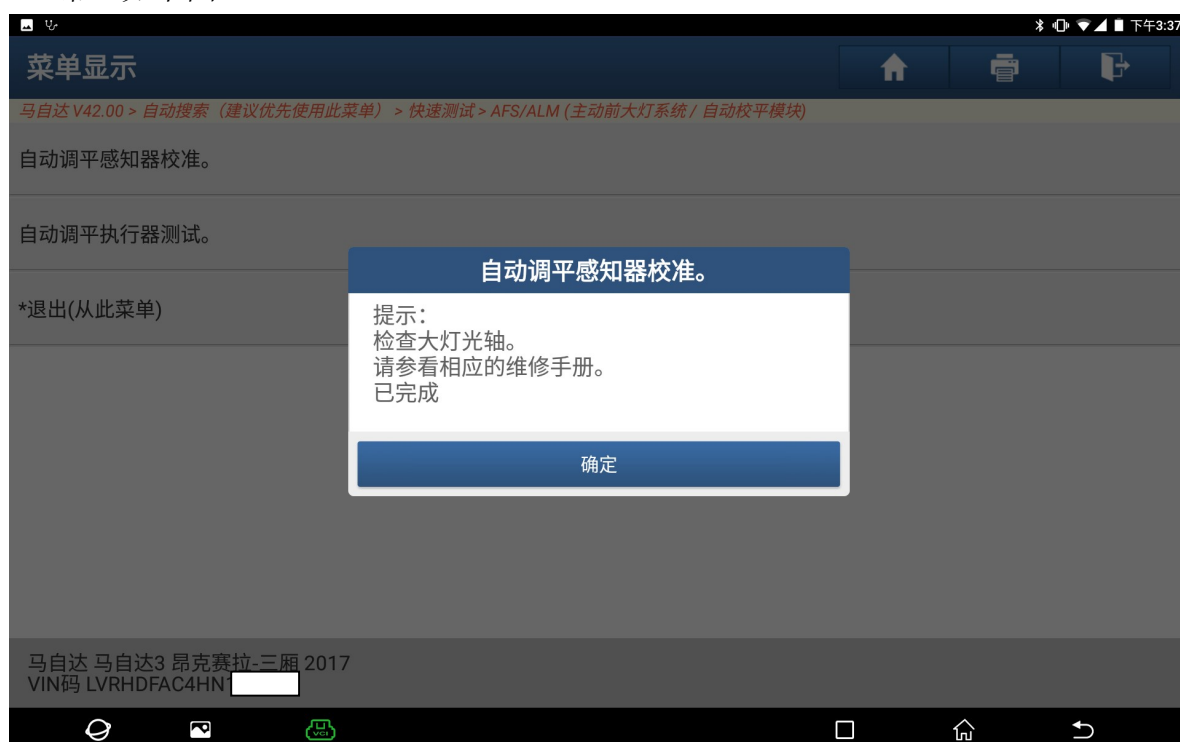 下午3:37
菜单显示
马自达 V42.00 > 自动搜索（建议优先使用此菜单） > 快速测试 > AFS/ALM (主动前大灯系统 / 自动校平模块)
自动调平感知器校准。
自动调平执行器测试。
*退出(从此菜单)
自动调平感知器校准。
提示：
检查大灯光轴。
请参看相应的维修手册。
已完成
确定
马自达 马自达3 昂克赛拉-三厢 2017
VIN码 LVRHDFAC4HN
VCI